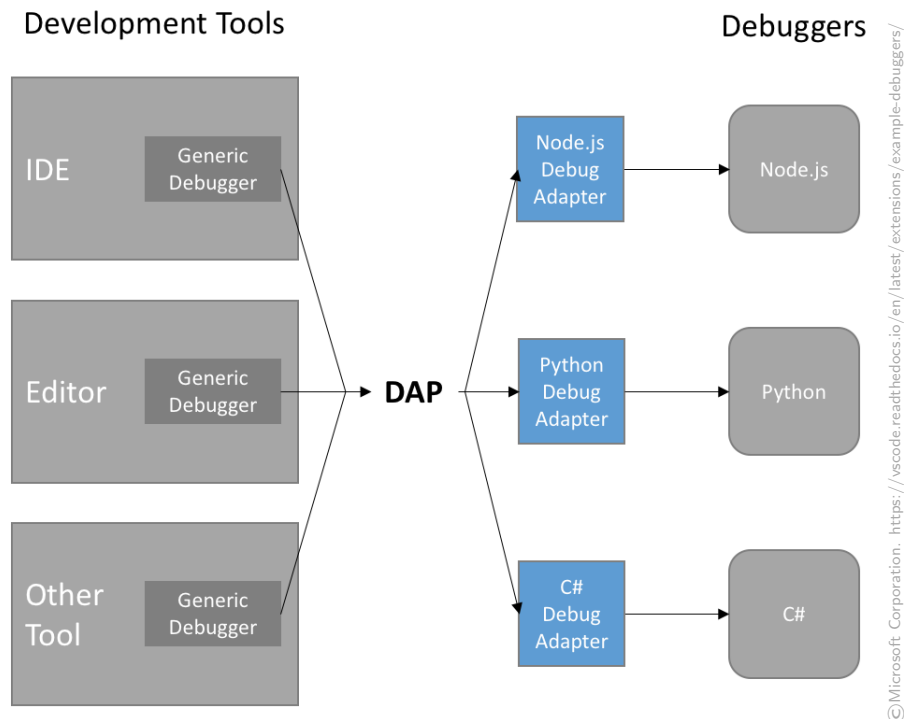 Development Tools
Debuggers
IDE
Generic
Debugger
Node.js
Debug
Adapter
Node.js
Editor
Generic
Debugger
DAP
Python
Debug
Adapter
Python
Other
Tool
Generic
Debugger
C#
Debug
Adapter
C#
©Microsoft Corporation. https://vscode.readthedocs.io/en/latest/extensions/example-debuggers/